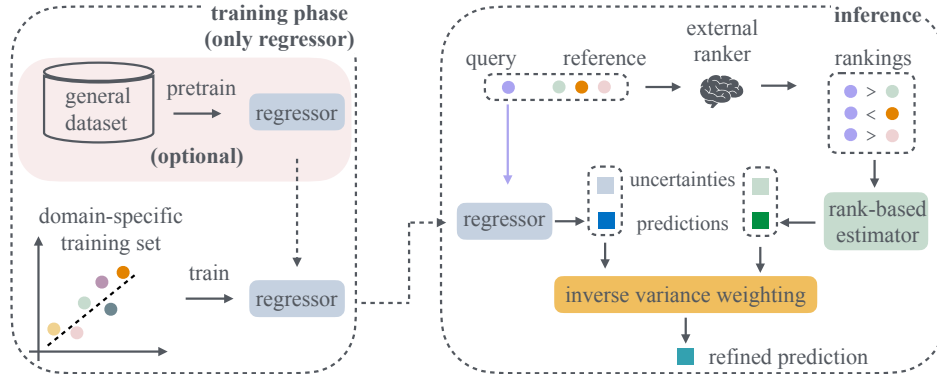 training phase
(only regressor)
general
dataset
pretrain
regressor
(optional)
domain-specific
training set
train
regressor
inference
query
reference
external
ranker
rankings
>
<
>
regressor
uncertainties
predictions
rank-based
estimator
inverse variance weighting
refined prediction